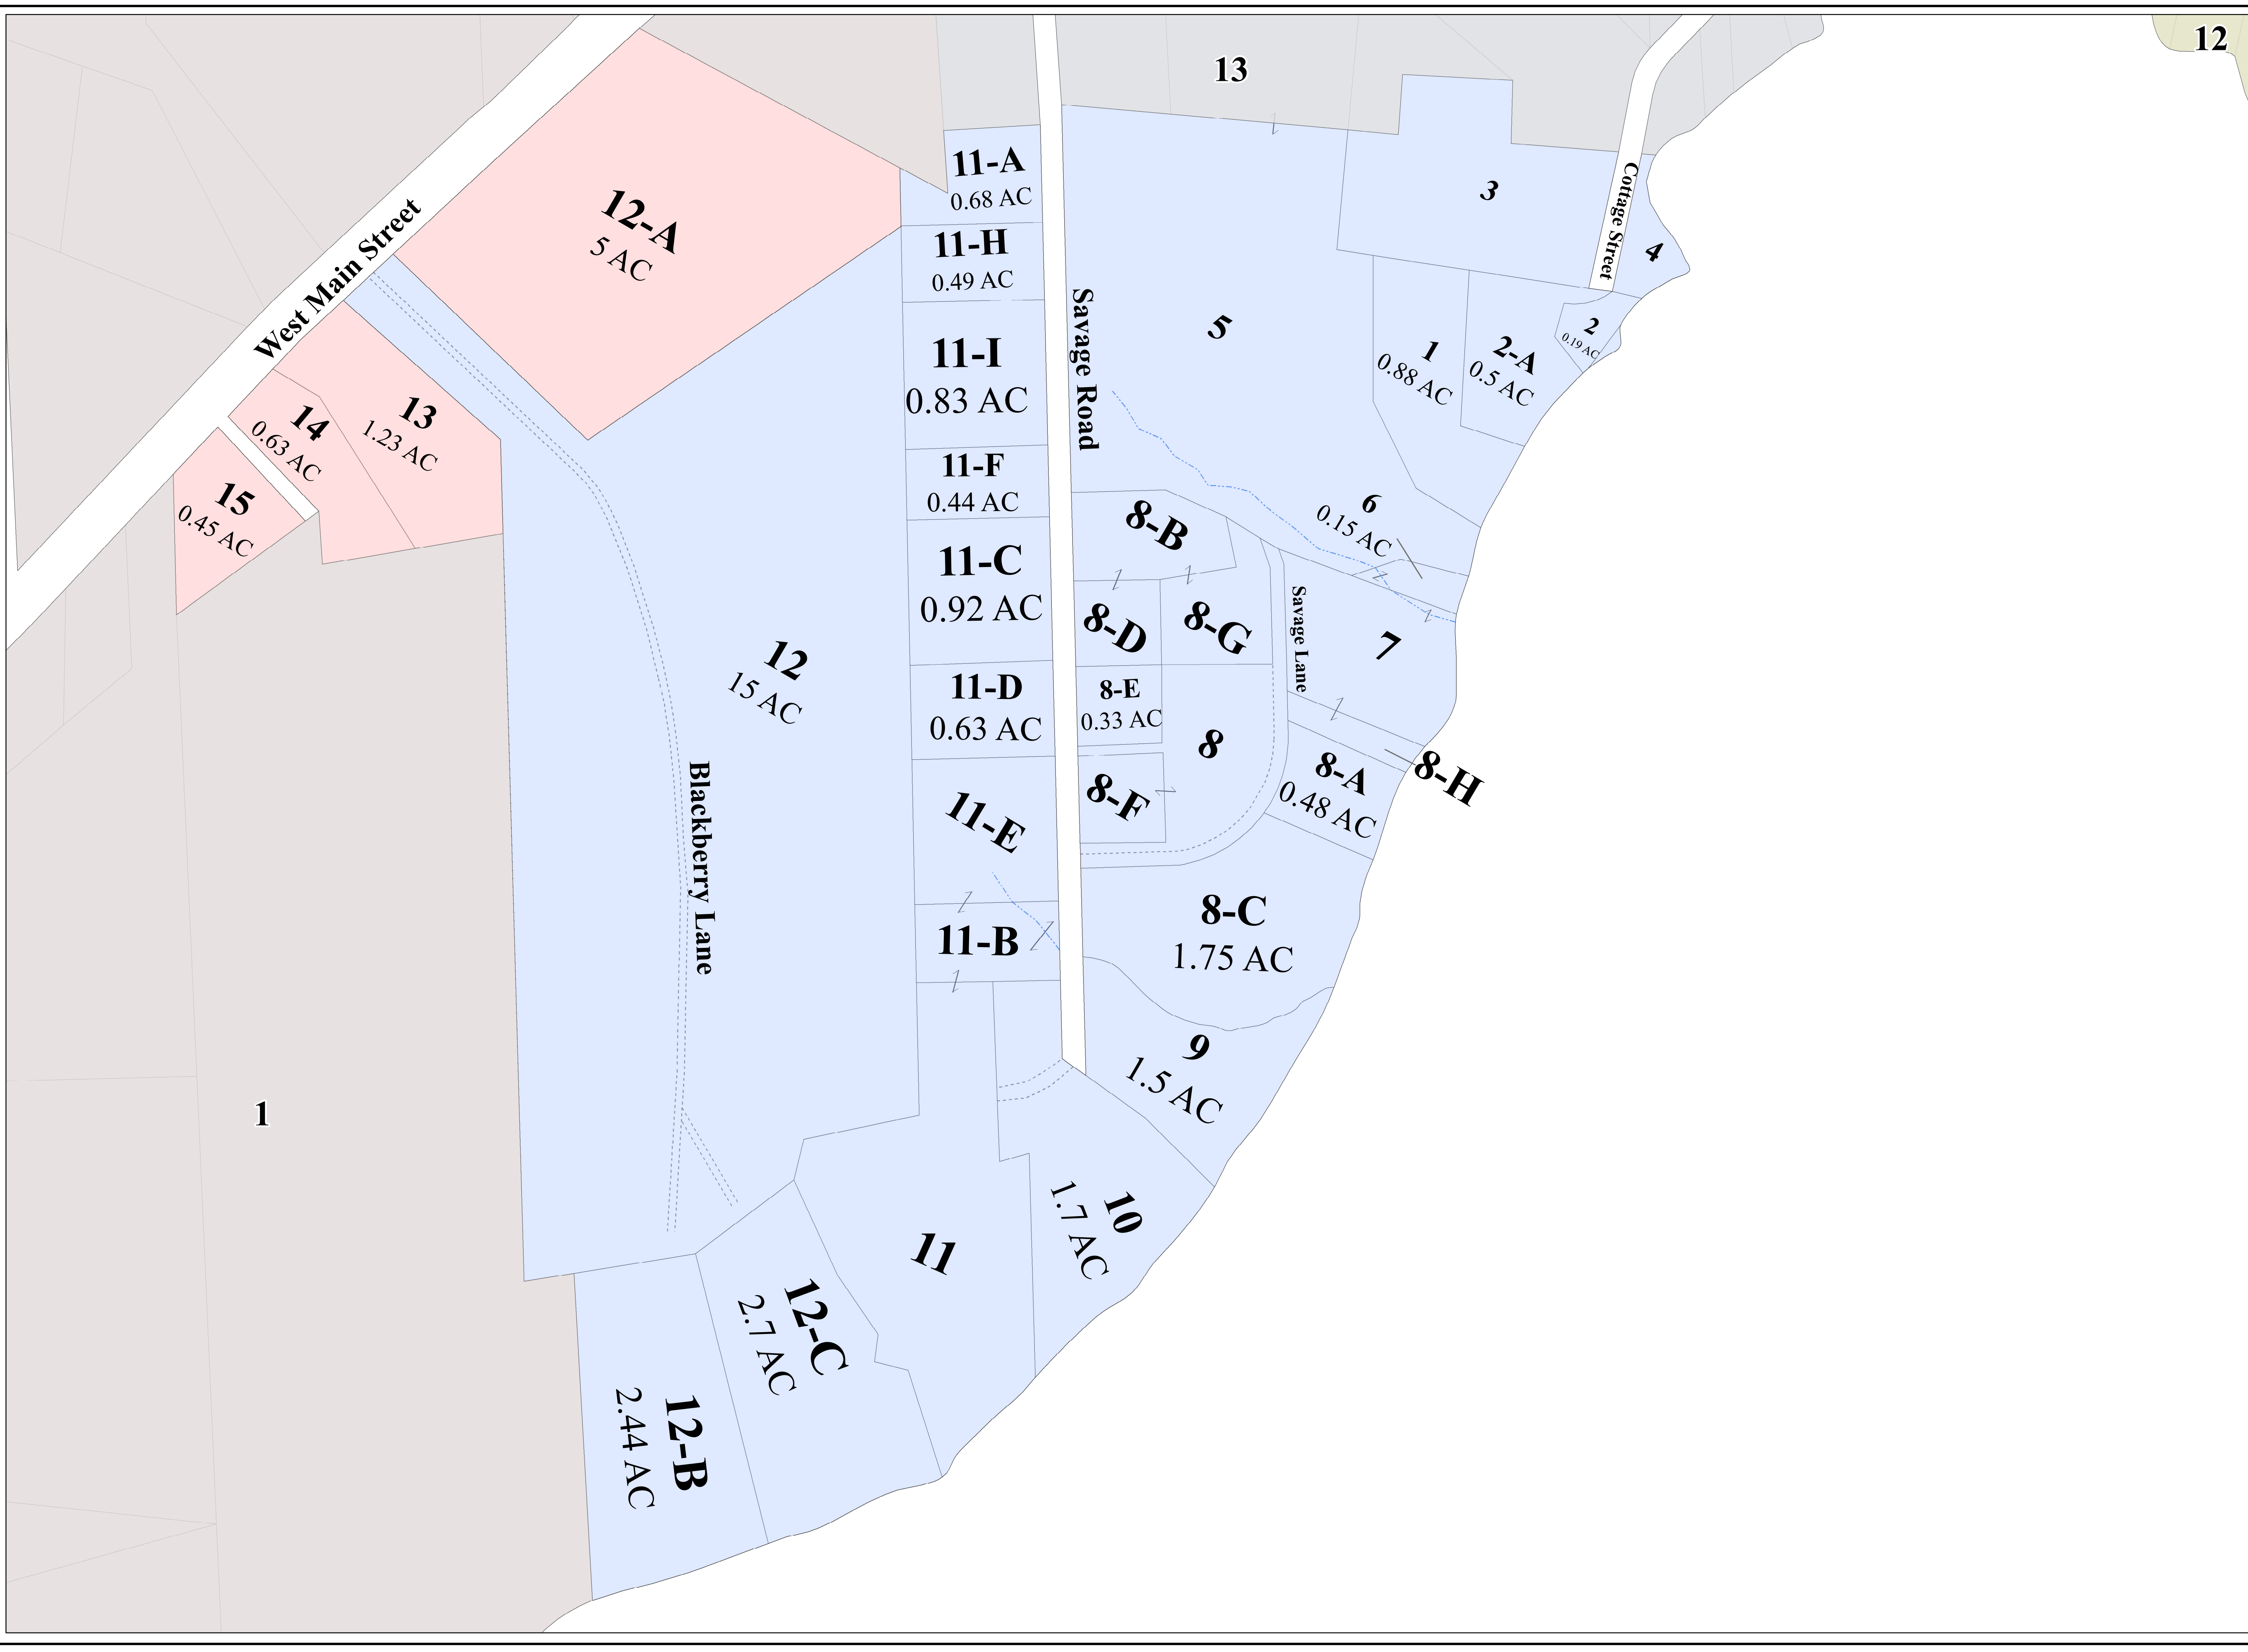 12
13
11-A
0.68 AC
12-A
5 AC
3
Cottage Street
4
West Main Street
11-H
0.49 AC
Savage Road
5
1
0.88 AC
2-A
0.5 AC
2
0.19 AC
11-I
0.83 AC
13
1.23 AC
14
0.63 AC
15
0.45 AC
11-F
0.44 AC
6
0.15 AC
8-B
11-C
0.92 AC
8-D
8-G
Savage Lane
7
12
15 AC
11-D
0.63 AC
8-E
0.33 AC
8
8-H
8-A
0.48 AC
8-F
11-E
Blackberry Lane
8-C
1.75 AC
11-B
9
1.5 AC
1
10
1.7 AC
11
12-C
2.7 AC
12-B
2.44 AC